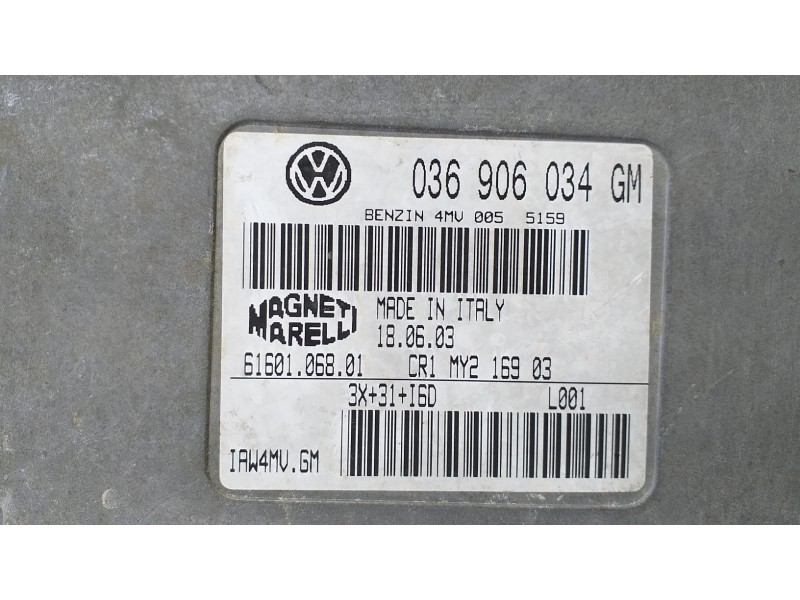 036 906 034 GM
BENZIN 4MV 005 5159
MAGNETI MARELLI
MADE IN ITALY
18.06.03
61601.068.01 CR1 MY2 169 03
3X+31+I6D L001
IAW4MV.GM